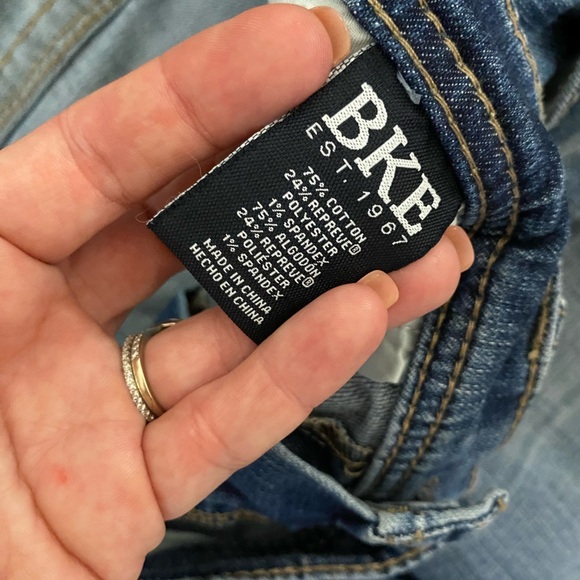 BKE
EST. 1967
75% COTTON
24% REPREVE®
POLYESTER
1% SPANDEX
75% ALGODÓN
24% REPREVE®
POLIÉSTER
1% SPANDEX
MADE IN CHINA
HECHO EN CHINA